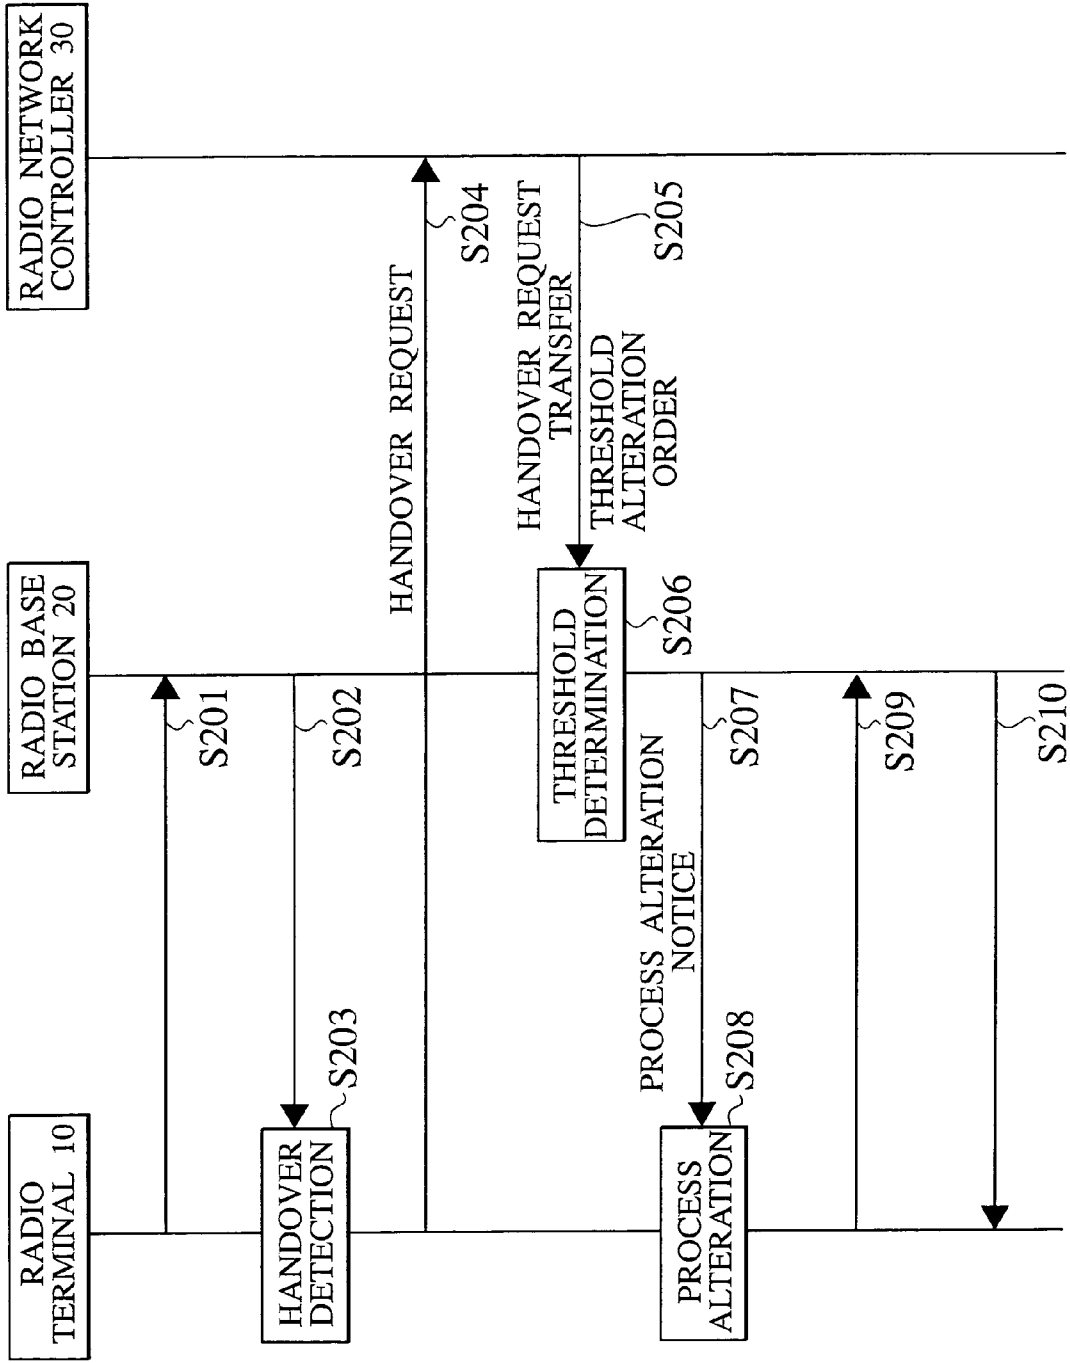 RADIO
TERMINAL 10
RADIO BASE
STATION 20
RADIO NETWORK
CONTROLLER 30
S201
S202
HANDOVER
DETECTION
S203
HANDOVER REQUEST
S204
HANDOVER REQUEST
TRANSFER
S205
THRESHOLD
ALTERATION
ORDER
THRESHOLD
DETERMINATION
S206
PROCESS ALTERATION
NOTICE
S207
PROCESS
ALTERATION
S208
S209
S210